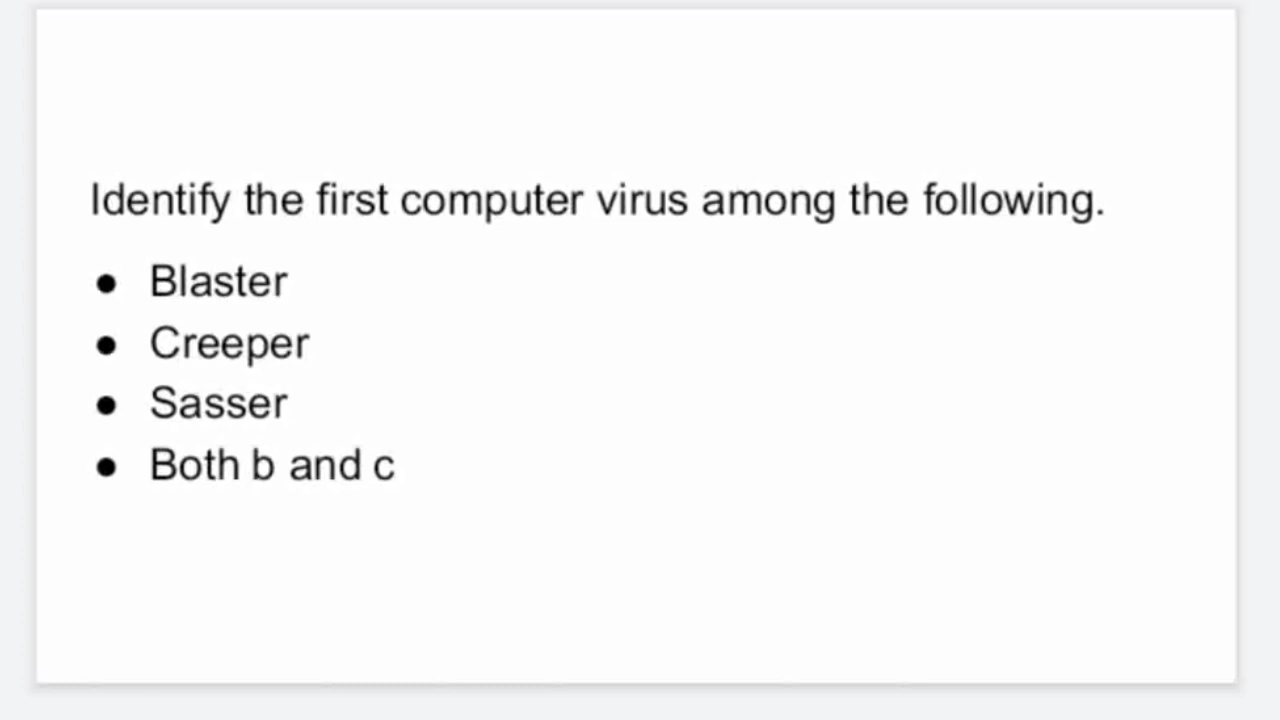 Identify the first computer virus among the following.
● Blaster
● Creeper
● Sasser
● Both b and c